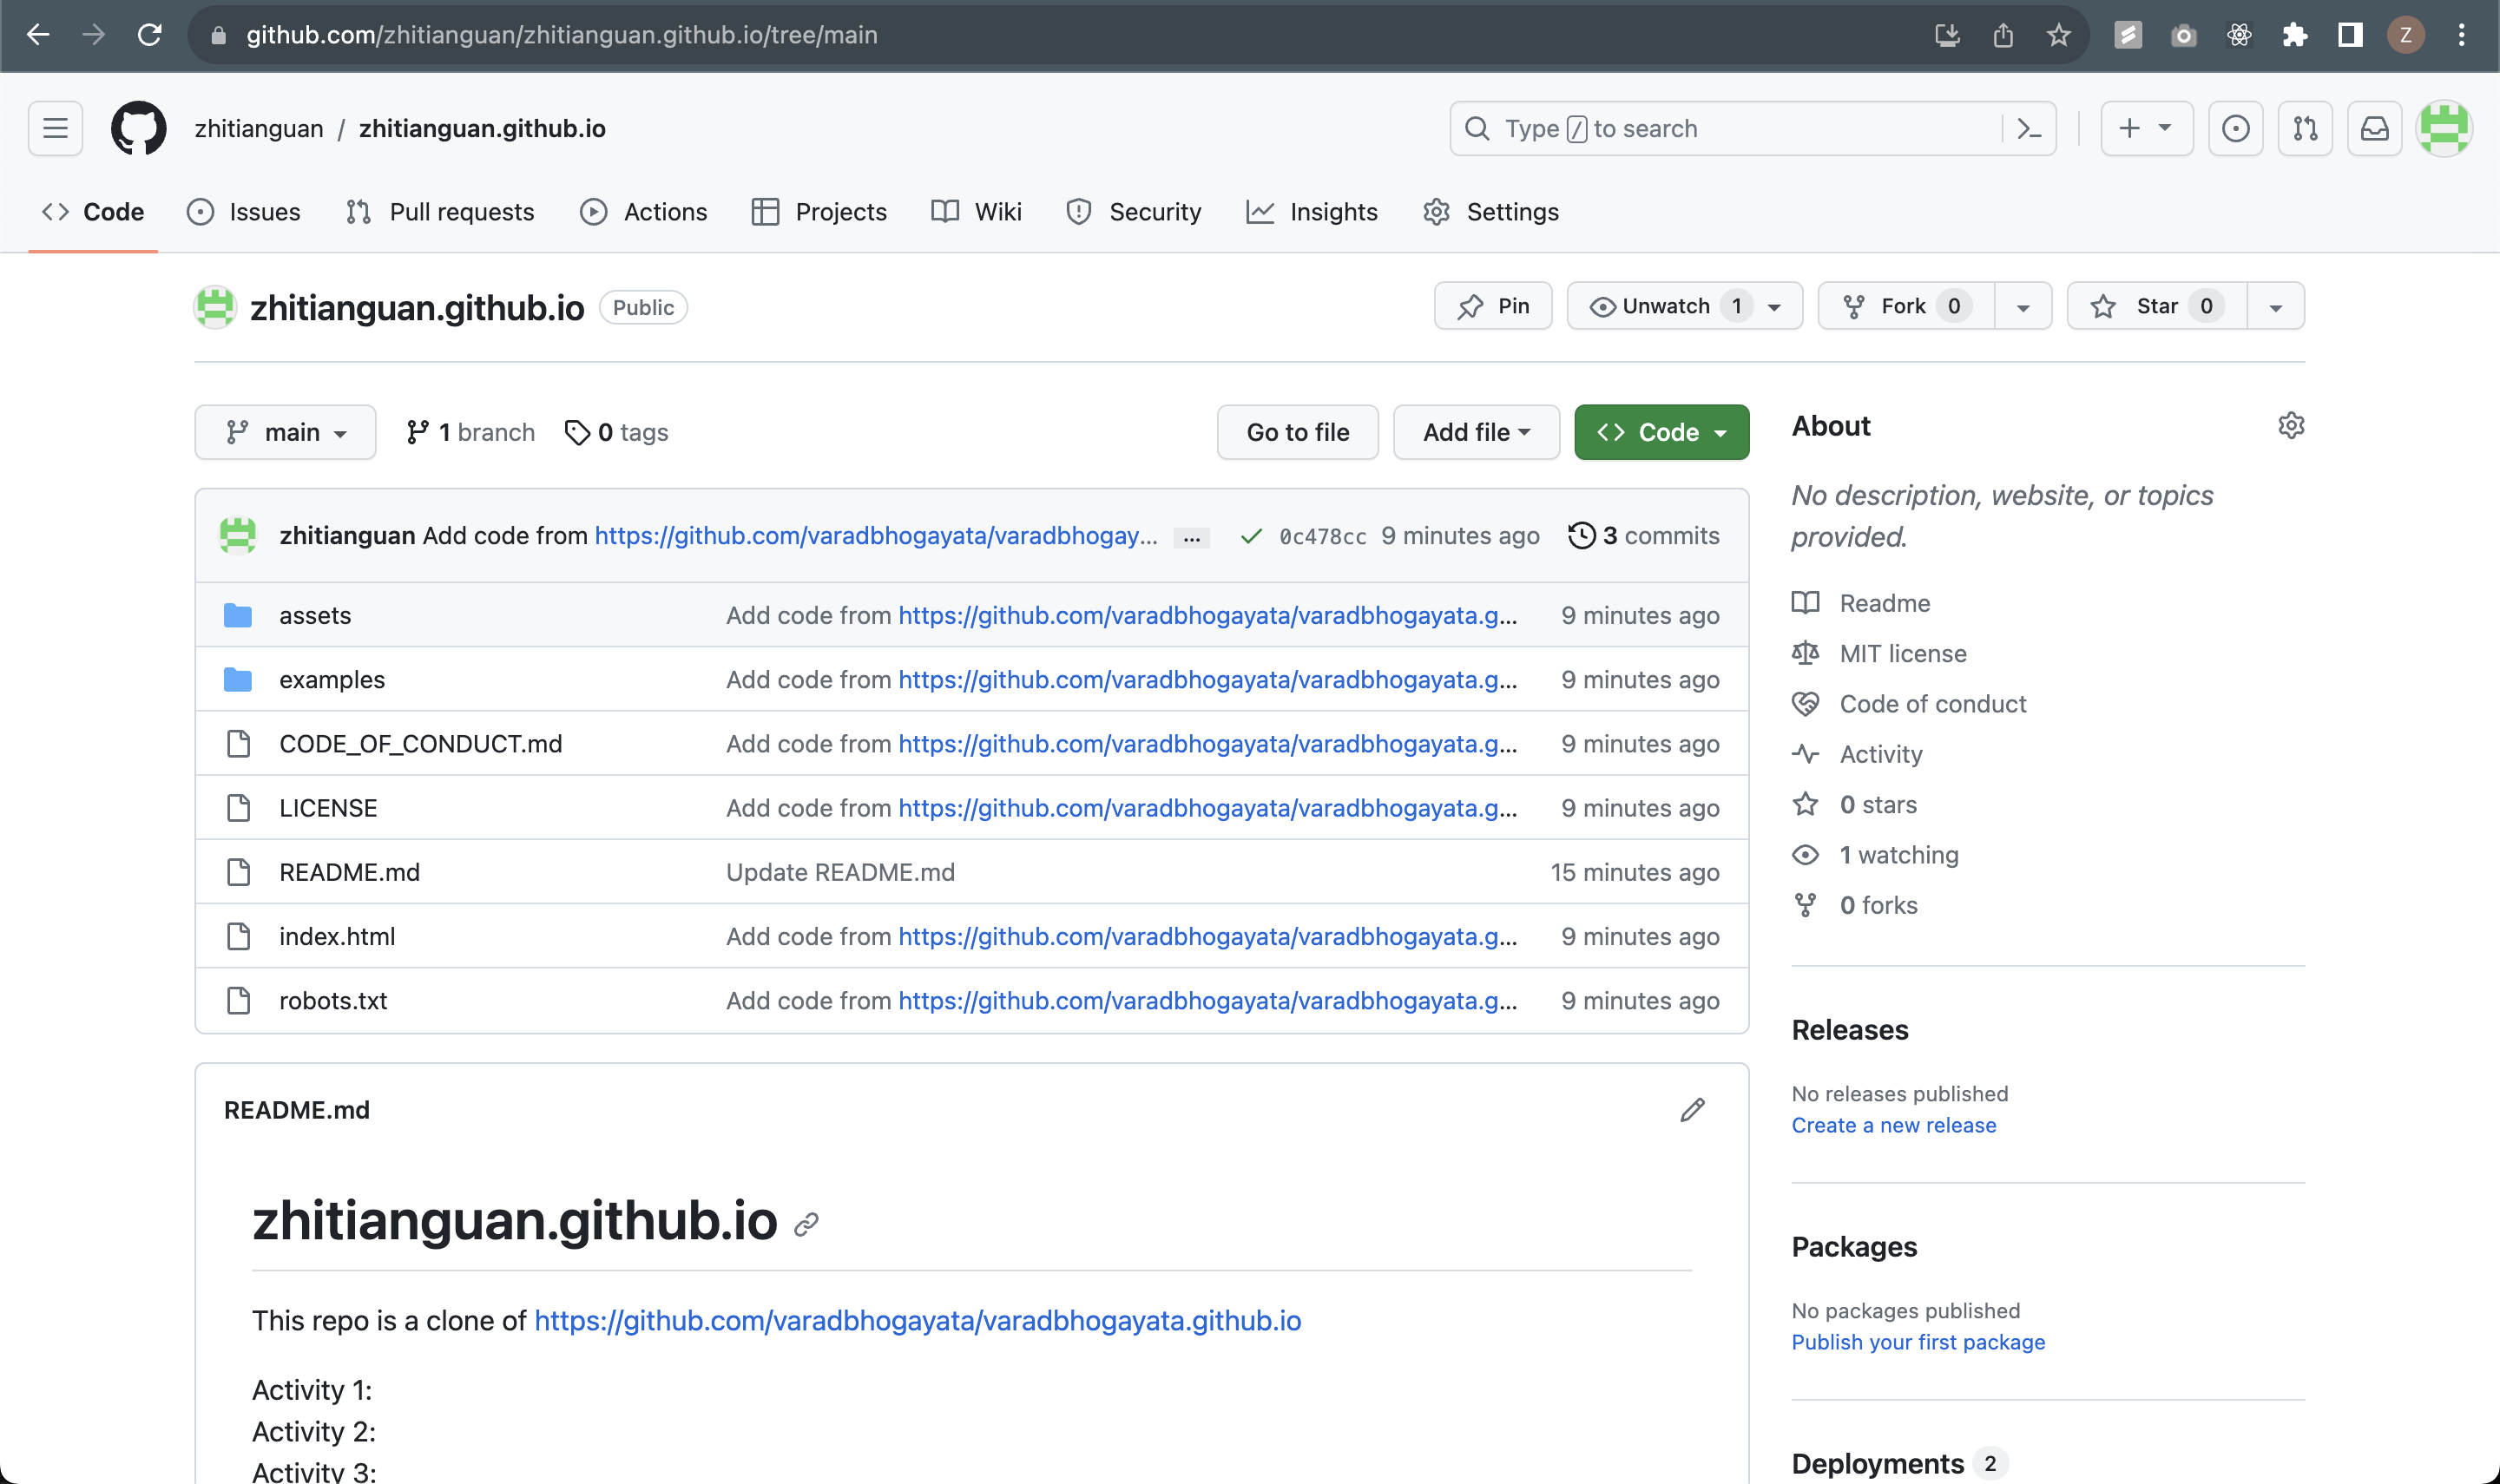 github.com/zhitianguan/zhitianguan.github.io/tree/main
Z
zhitianguan / zhitianguan.github.io
Type / to search
Code
Issues
Pull requests
Actions
Projects
Wiki
Security
Insights
Settings
zhitianguan.github.io Public
Pin
Unwatch 1
Fork 0
Star 0
main
1 branch
0 tags
Go to file
Add file
Code
zhitianguan Add code from https://github.com/varadbhogayata/varadbhogay... ... 0c478cc 9 minutes ago 3 commits
assets Add code from https://github.com/varadbhogayata/varadbhogayata.g... 9 minutes ago
examples Add code from https://github.com/varadbhogayata/varadbhogayata.g... 9 minutes ago
CODE_OF_CONDUCT.md Add code from https://github.com/varadbhogayata/varadbhogayata.g... 9 minutes ago
LICENSE Add code from https://github.com/varadbhogayata/varadbhogayata.g... 9 minutes ago
README.md Update README.md 15 minutes ago
index.html Add code from https://github.com/varadbhogayata/varadbhogayata.g... 9 minutes ago
robots.txt Add code from https://github.com/varadbhogayata/varadbhogayata.g... 9 minutes ago
README.md
zhitianguan.github.io
This repo is a clone of https://github.com/varadbhogayata/varadbhogayata.github.io
Activity 1:
Activity 2:
Activity 3:
About
No description, website, or topics
provided.
Readme
MIT license
Code of conduct
Activity
0 stars
1 watching
0 forks
Releases
No releases published
Create a new release
Packages
No packages published
Publish your first package
Deployments 2